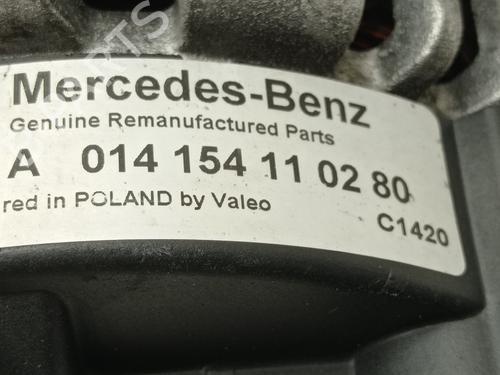 Mercedes-Benz
Genuine Remanufactured Parts
A 014 154 11 02 80
red in POLAND by Valeo
C1420